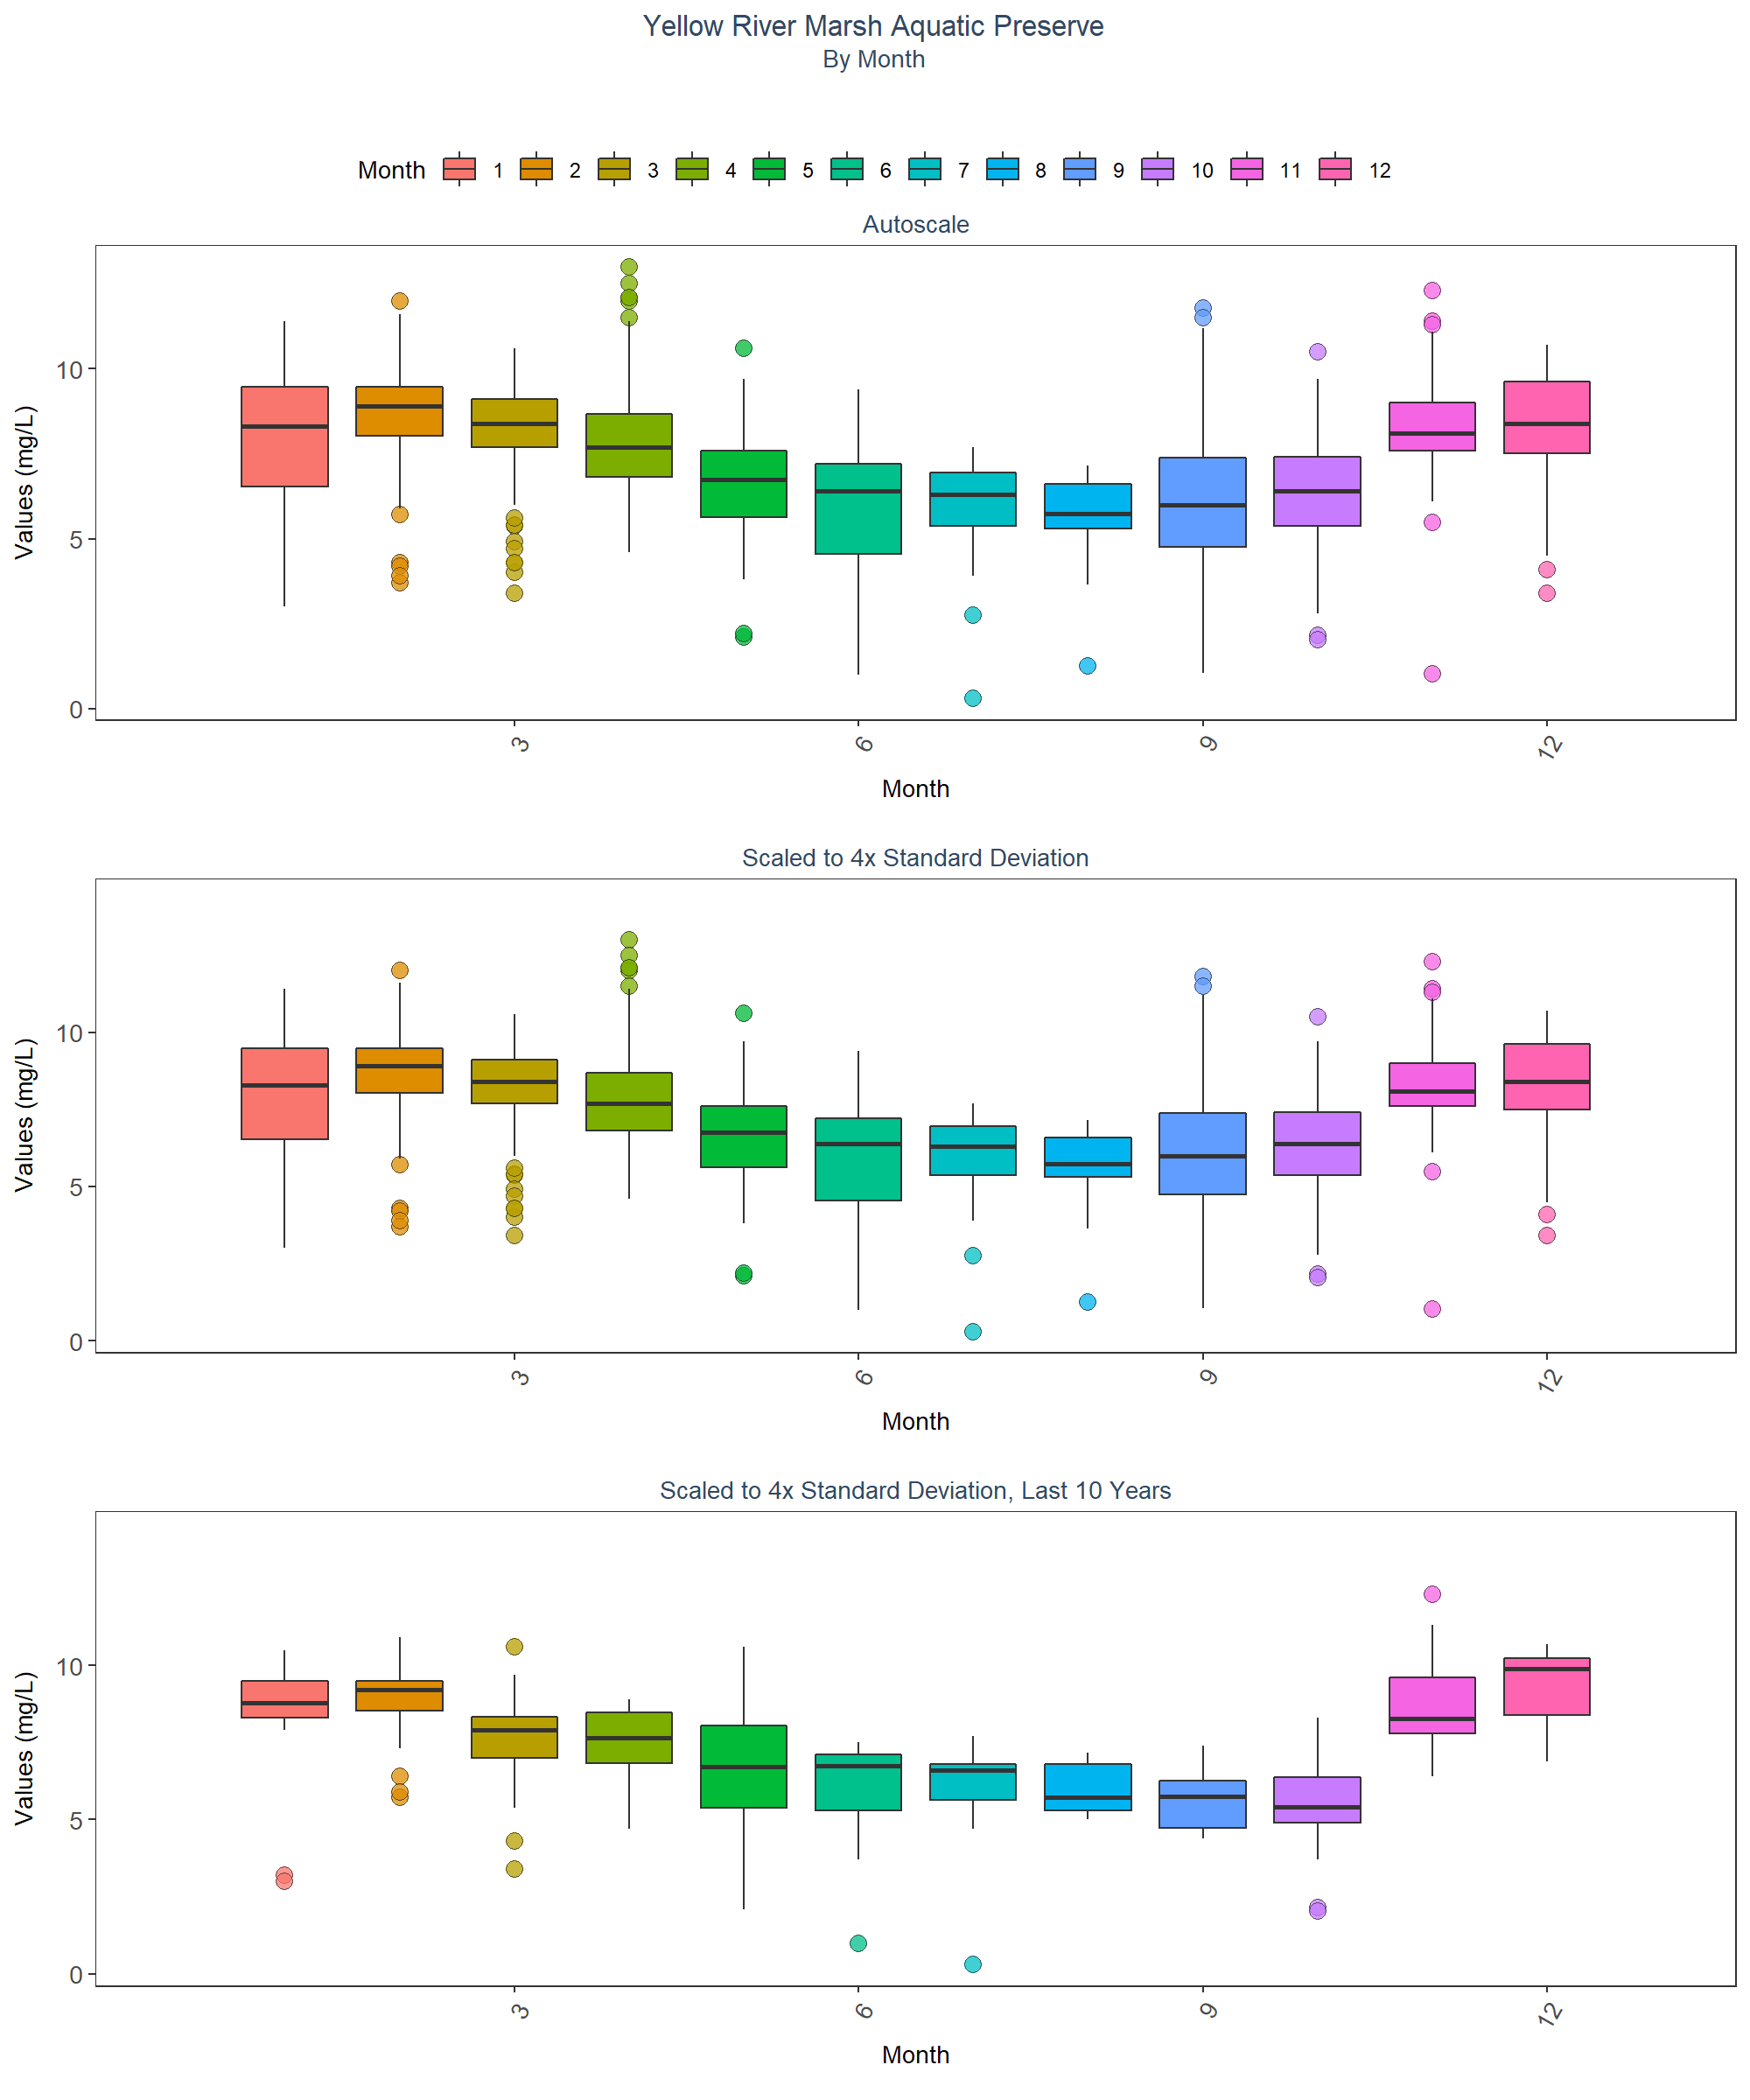 Yellow River Marsh Aquatic Preserve
By Month
Month 1 2 3 4 5 6 7 8 9 10 11 12
Autoscale
Values (mg/L)
10
5
0
3 6 9 12
Month
Scaled to 4x Standard Deviation
Values (mg/L)
10
5
0
3 6 9 12
Month
Scaled to 4x Standard Deviation, Last 10 Years
Values (mg/L)
10
5
0
3 6 9 12
Month